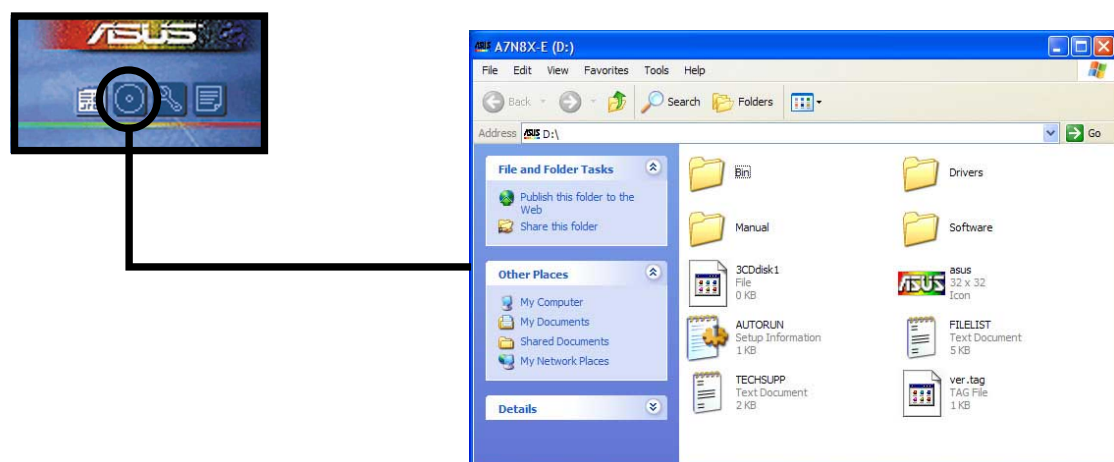 ASUS
ASUS A7N8X-E (D:)
File Edit View Favorites Tools Help
Back Search Folders
Address ASUS D:\ Go
File and Folder Tasks
Publish this folder to the
Web
Share this folder
Other Places
My Computer
My Documents
Shared Documents
My Network Places
Details
Bin Drivers
Manual Software
3CDdisk1
File
0 KB
asus
32 x 32
Icon
ASUS
AUTORUN
Setup Information
1 KB
FILELIST
Text Document
5 KB
TECHSUPP
Text Document
2 KB
ver.tag
TAG File
1 KB